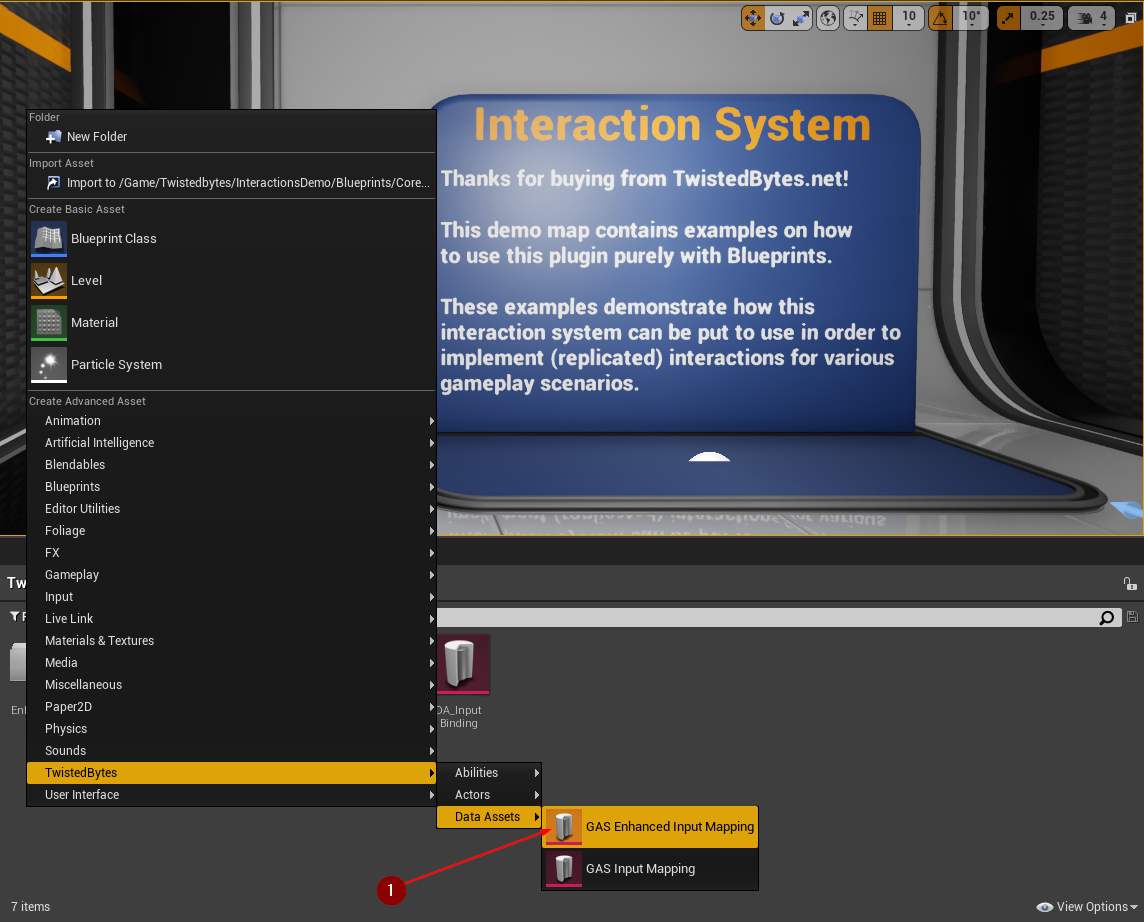 10
10°
0.25
4
Folder
New Folder
Import Asset
Import to /Game/Twistedbytes/InteractionsDemo/Blueprints/Core...
Create Basic Asset
Blueprint Class
Level
Material
Particle System
Create Advanced Asset
Animation
Artificial Intelligence
Blendables
Blueprints
Editor Utilities
Foliage
FX
Gameplay
Input
Live Link
Materials & Textures
Media
Miscellaneous
Paper2D
Physics
Sounds
TwistedBytes
User Interface
Abilities
Actors
Data Assets
GAS Enhanced Input Mapping
GAS Input Mapping
1
Interaction System
Thanks for buying from TwistedBytes.net!
This demo map contains examples on how
to use this plugin purely with Blueprints.
These examples demonstrate how this
interaction system can be put to use in order to
implement (replicated) interactions for various
gameplay scenarios.
Tw
DA_Input
Binding
7 items
View Options